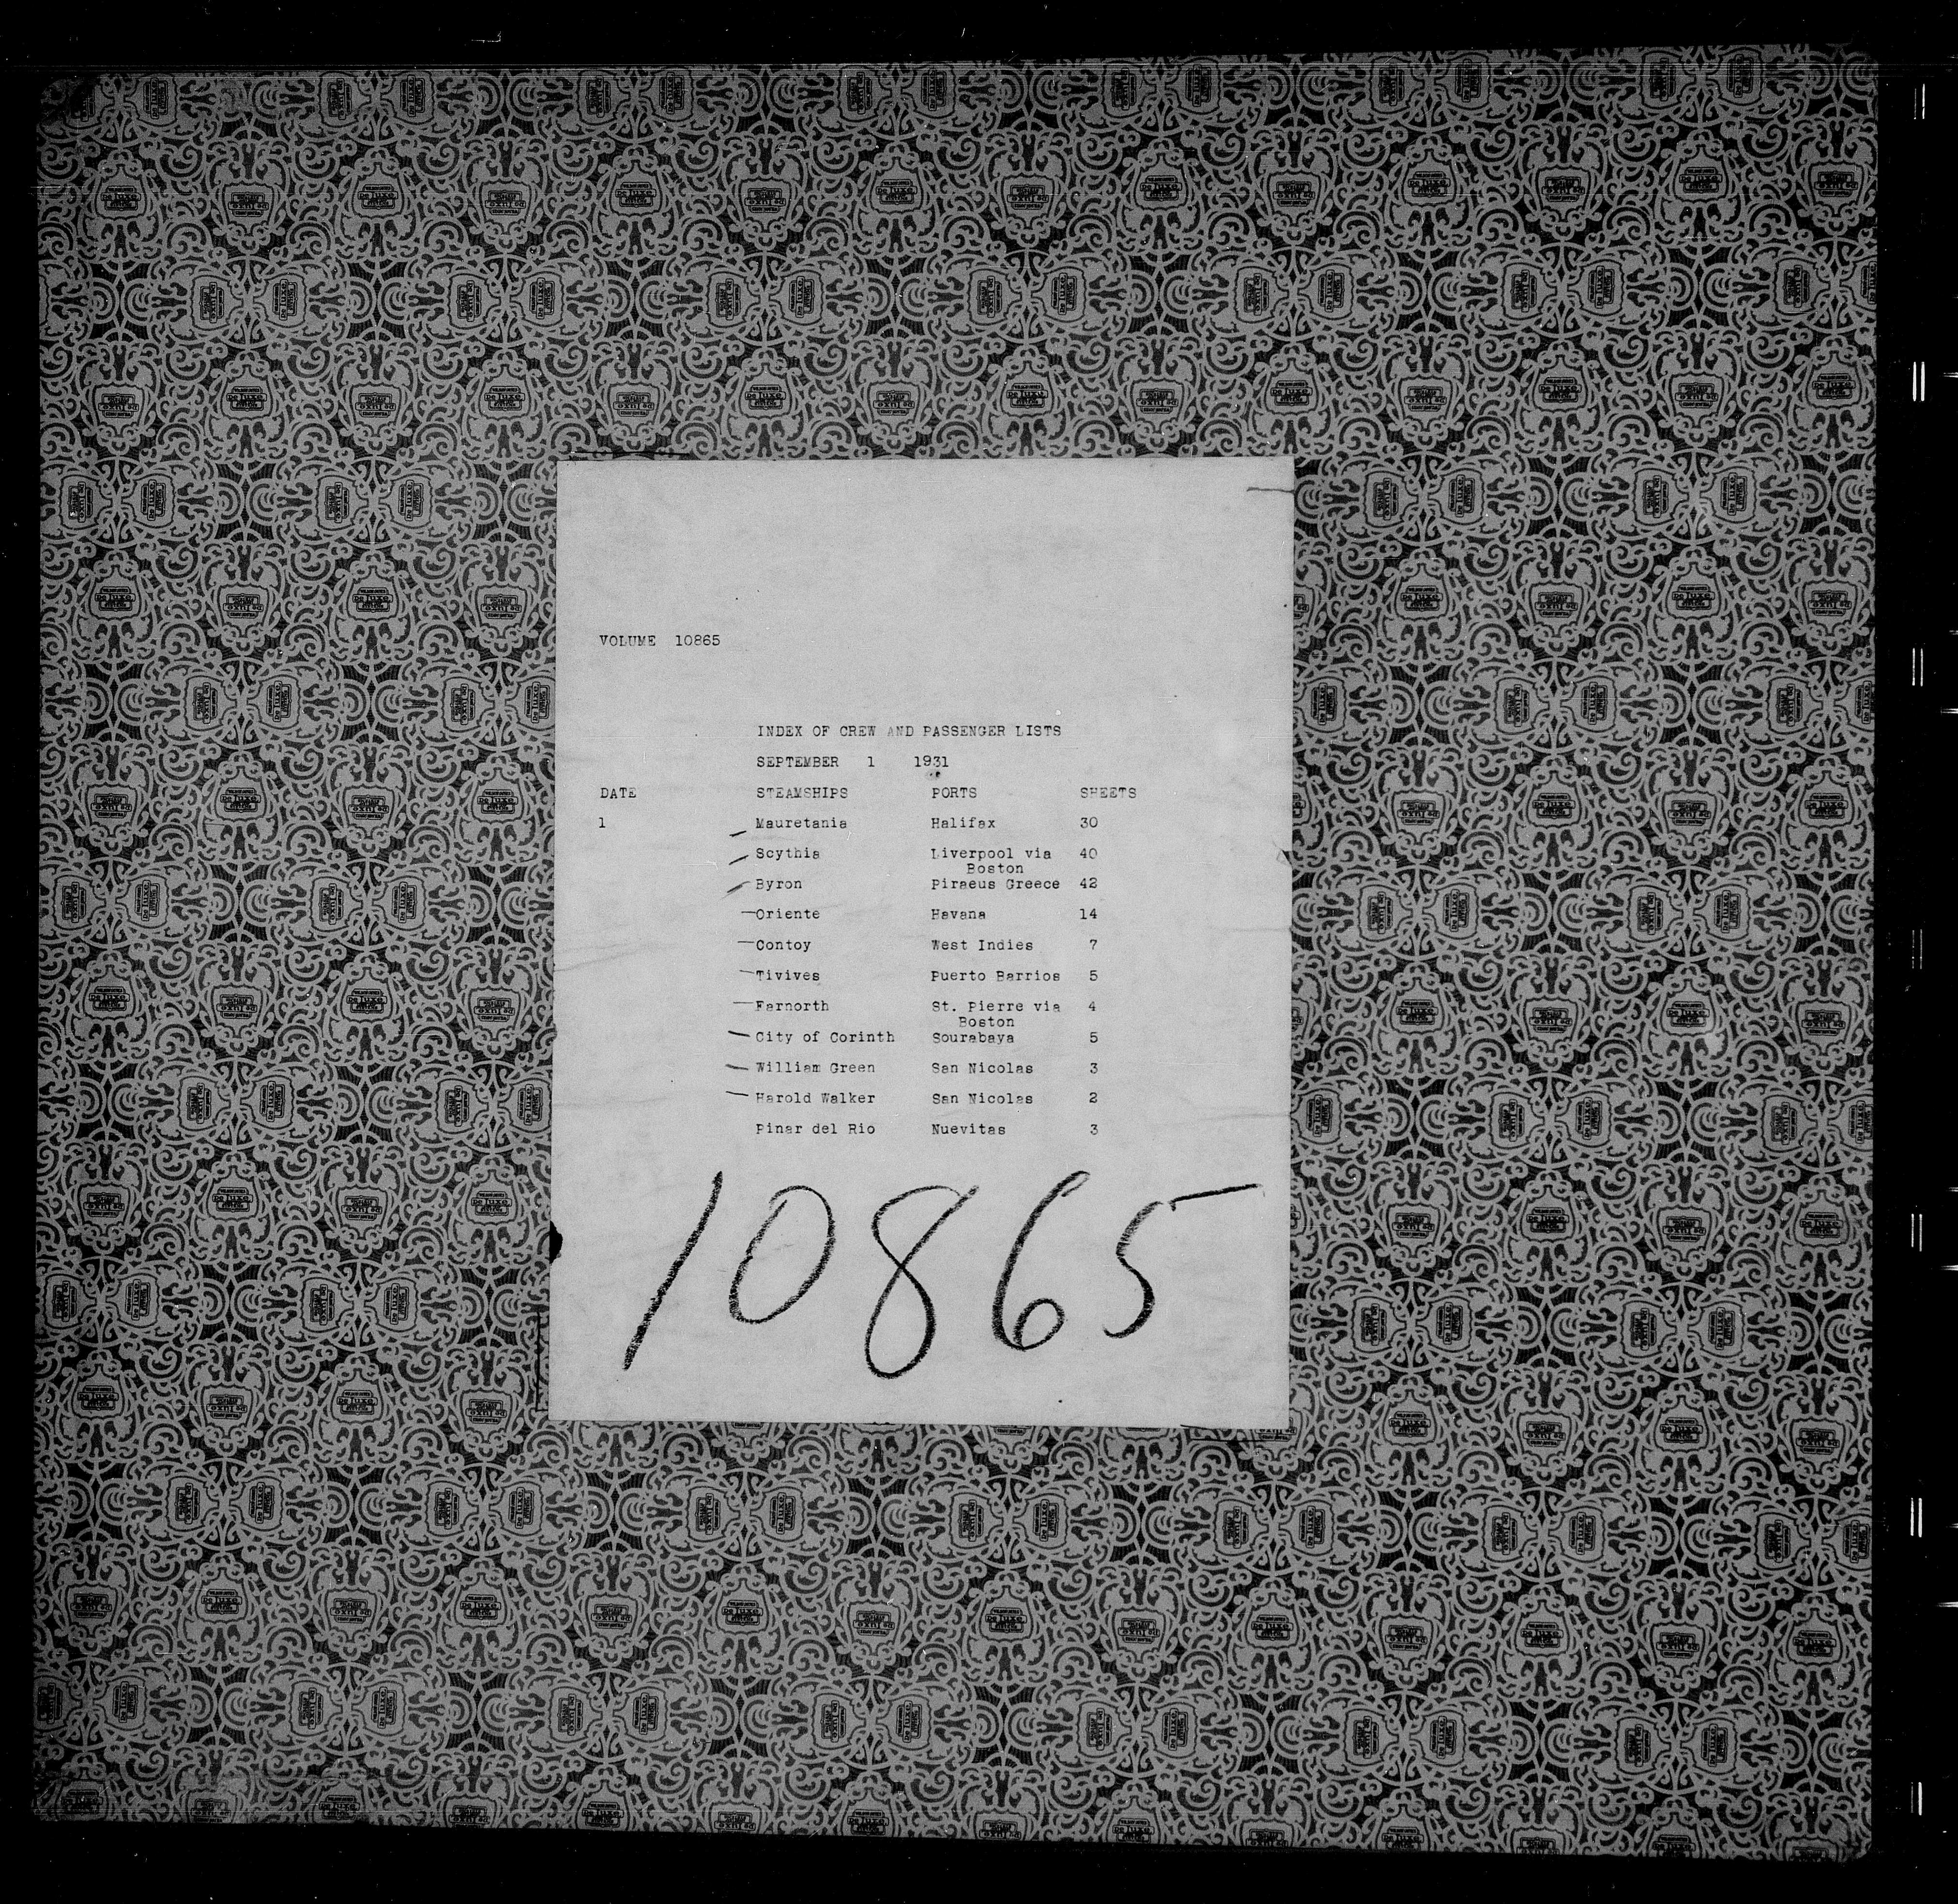 VOLUME 10865
INDEX OF CREW AND PASSENGER LISTS
SEPTEMBER 1 1931
DATE STEAMSHIPS PORTS SHEETS
1 Mauretania Halifax 30
Scythia Liverpool via 40
Boston
Byron Piraeus Greece 42
Oriente Havana 14
Contoy West Indies 7
Tivives Puerto Barrios 5
Farnorth St. Pierre via 4
Boston
City of Corinth Sourabaya 5
William Green San Nicolas 3
Harold Walker San Nicolas 2
Pinar del Rio Nuevitas 3
10865
De luxe